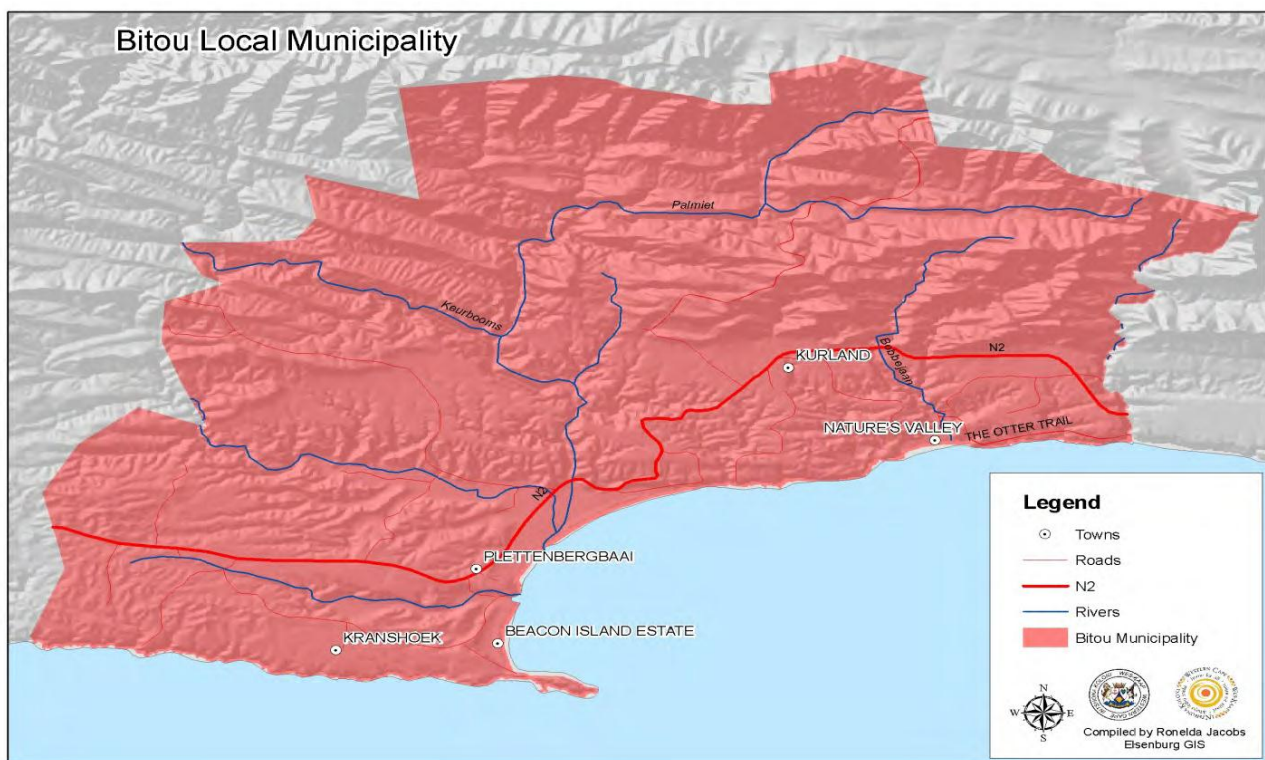 Bitou Local Municipality
Palmiet
Keurbooms
KURLAND
Bobbejaan
N2
NATURE'S VALLEY
THE OTTER TRAIL
N2
PLETTENBERGBAAI
KRANSHOEK
BEACON ISLAND ESTATE
Legend
Towns
Roads
N2
Rivers
Bitou Municipality
N
W
E
S
Compiled by Ronelda Jacobs
Elsenburg GIS